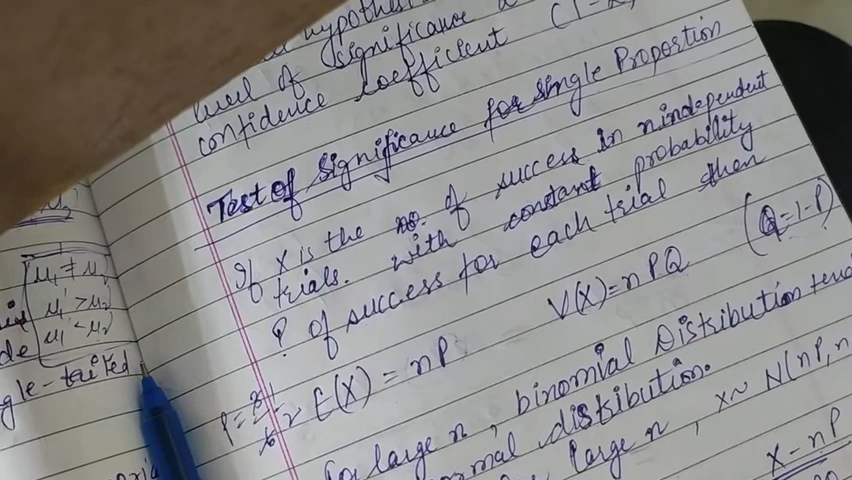 level of significance
confidence coefficient (1-
Test of significance for single Proportion
If X is the no. of success in n independent
trials. with constant probability
P of success for each trial then
E(X) = nP V(X) = nPQ (Q=1-P)
For large n, binomial Distribution tend
normal distribution.
large n, x~ N(nP, n
x - nP
μ1 ≠ μ2
μ1 > μ2
μ1 < μ2
gle-tailed